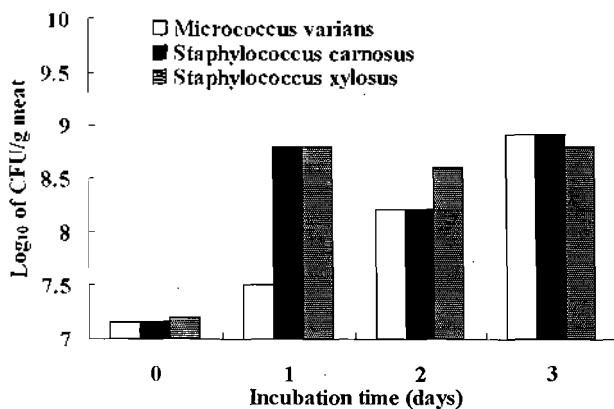 Micrococcus varians
Staphylococcus carnosus
Staphylococcus xylosus
10
9.5
9
8.5
8
7.5
7
Log10 of CFU/g meat
0 1 2 3
Incubation time (days)